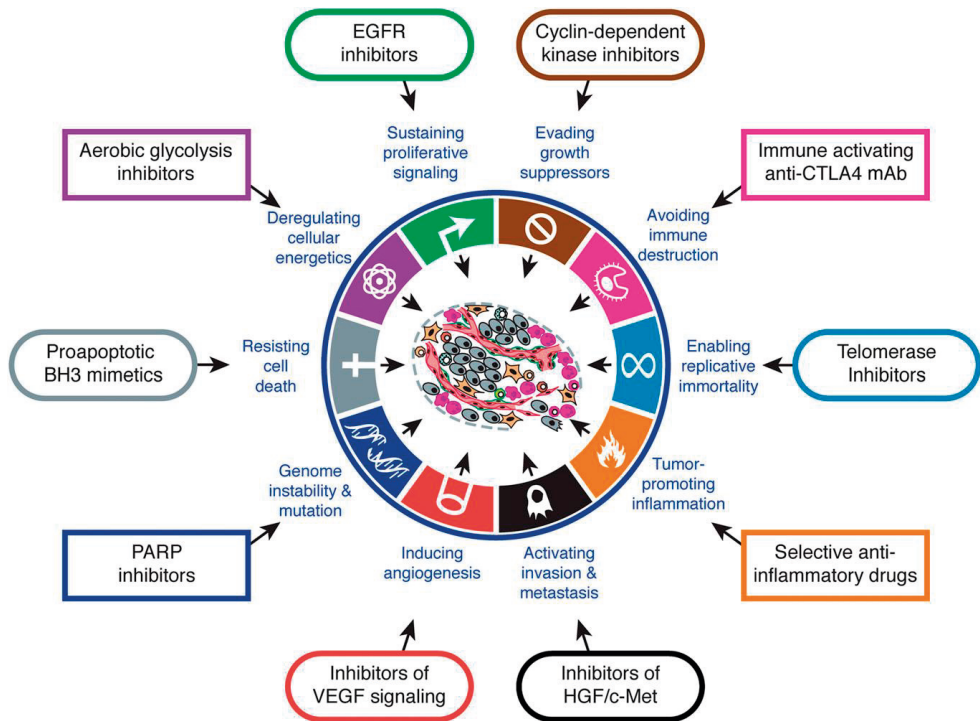 EGFR
inhibitors
Cyclin-dependent
kinase inhibitors
Sustaining
proliferative
signaling
Evading
growth
suppressors
Aerobic glycolysis
inhibitors
Immune activating
anti-CTLA4 mAb
Deregulating
cellular
energetics
Avoiding
immune
destruction
Proapoptotic
BH3 mimetics
Resisting
cell
death
Enabling
replicative
immortality
Telomerase
Inhibitors
Genome
instability &
mutation
Tumor-
promoting
inflammation
PARP
inhibitors
Inducing
angiogenesis
Activating
invasion &
metastasis
Selective anti-
inflammatory drugs
Inhibitors of
VEGF signaling
Inhibitors of
HGF/c-Met